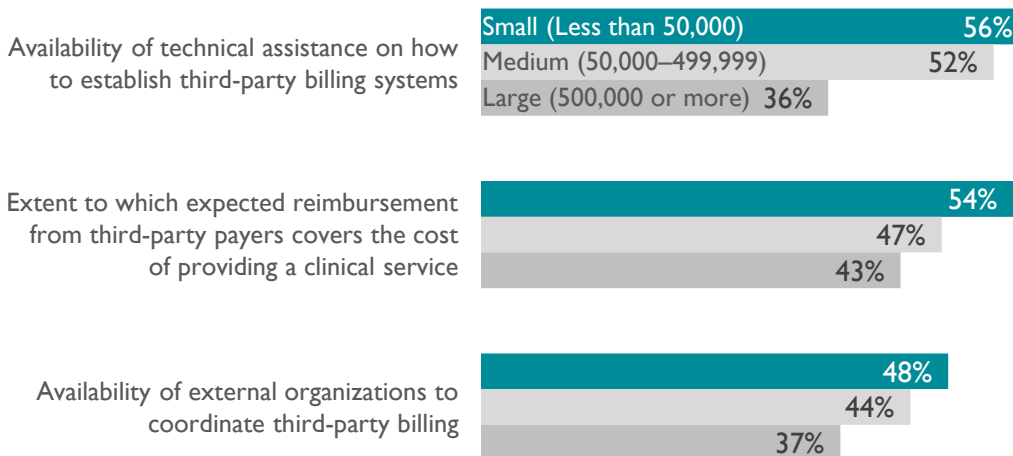 Availability of technical assistance on how
to establish third-party billing systems
Small (Less than 50,000) 56%
Medium (50,000–499,999) 52%
Large (500,000 or more) 36%
Extent to which expected reimbursement
from third-party payers covers the cost
of providing a clinical service
54%
47%
43%
Availability of external organizations to
coordinate third-party billing
48%
44%
37%